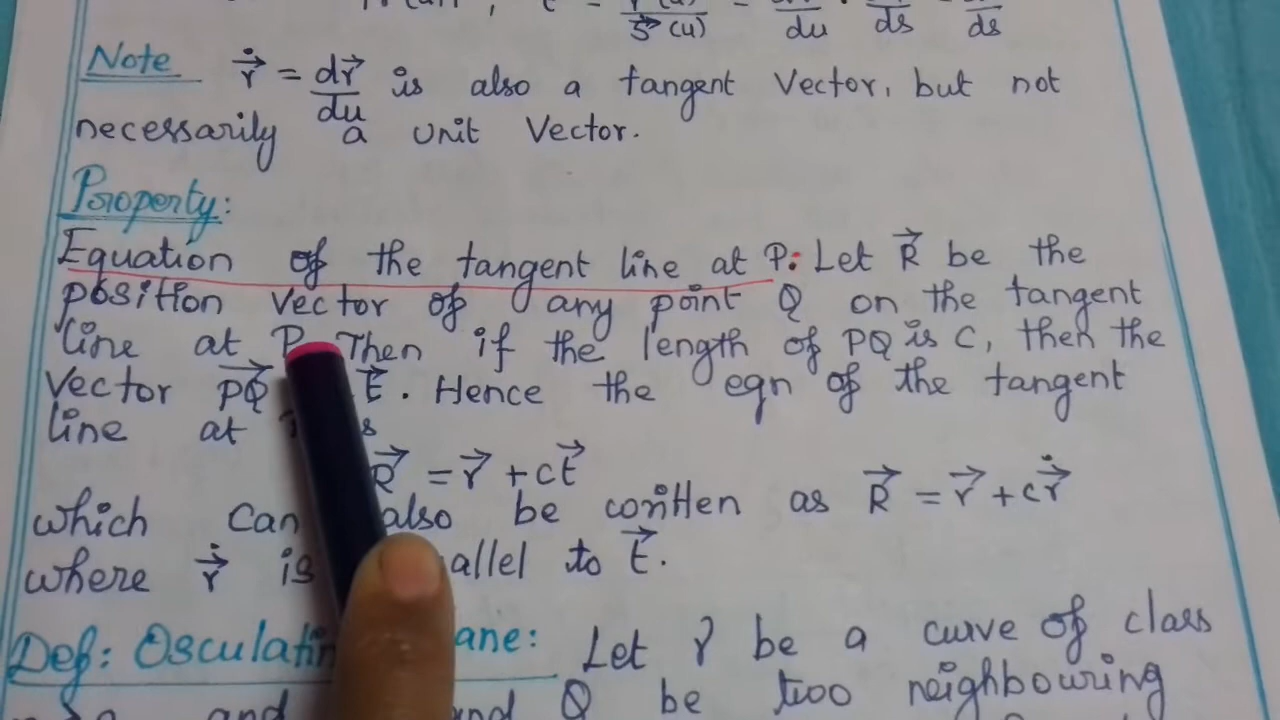 Note r⃗̇ = dr⃗/du is also a tangent vector, but not
necessarily a unit vector.
Property:
Equation of the tangent line at P: Let R⃗ be the
position vector of any point Q on the tangent
line at P. Then if the length of PQ is C, then the
vector PQ⃗ t⃗. Hence the eqn of the tangent
line at
R⃗ = r⃗ + ct⃗
which can also be written as R⃗ = r⃗ + cr⃗̇
where r⃗̇ is allel to t⃗.
Def: Osculatin ane: Let γ be a curve of class
and Q be two neighbouring